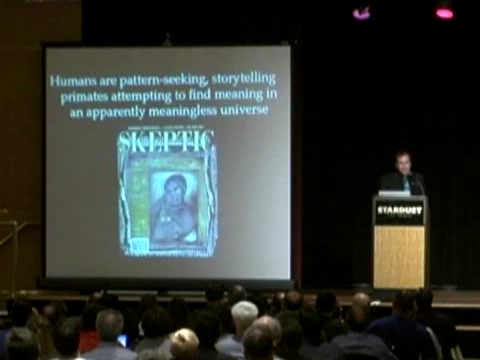 Humans are pattern-seeking, storytelling
primates attempting to find meaning in
an apparently meaningless universe
SKEPTIC
STARDUST